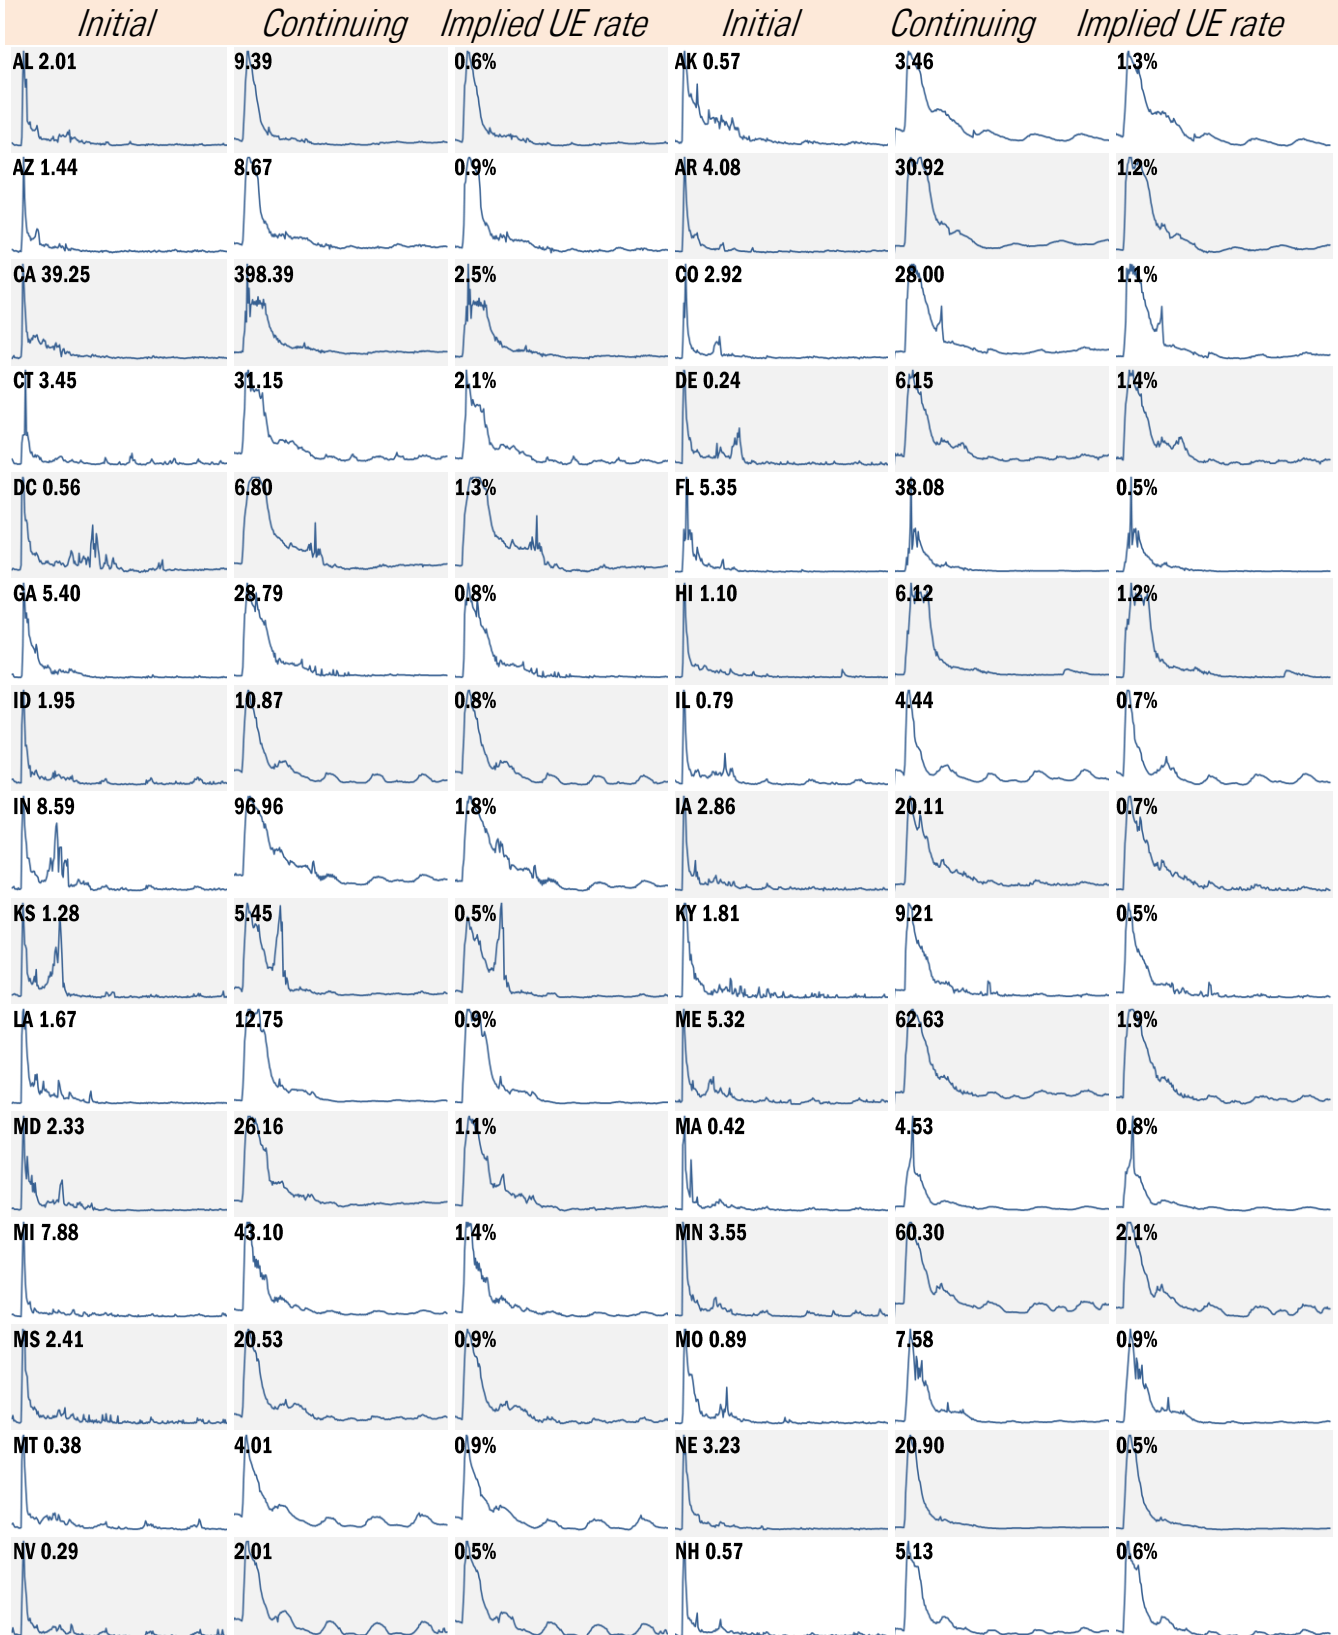 Initial Continuing Implied UE rate Initial Continuing Implied UE rate
AL 2.01 9.39 0.6% AK 0.57 3.46 1.3%
AZ 1.44 8.67 0.9% AR 4.08 30.92 1.2%
CA 39.25 398.39 2.5% CO 2.92 28.00 1.1%
CT 3.45 31.15 2.1% DE 0.24 6.15 1.4%
DC 0.56 6.80 1.3% FL 5.35 38.08 0.5%
GA 5.40 28.79 0.8% HI 1.10 6.12 1.2%
ID 1.95 10.87 0.8% IL 0.79 4.44 0.7%
IN 8.59 96.96 1.8% IA 2.86 20.11 0.7%
KS 1.28 5.45 0.5% KY 1.81 9.21 0.5%
LA 1.67 12.75 0.9% ME 5.32 62.63 1.9%
MD 2.33 26.16 1.1% MA 0.42 4.53 0.8%
MI 7.88 43.10 1.4% MN 3.55 60.30 2.1%
MS 2.41 20.53 0.9% MO 0.89 7.58 0.9%
MT 0.38 4.01 0.9% NE 3.23 20.90 0.5%
NV 0.29 2.01 0.5% NH 0.57 5.13 0.6%